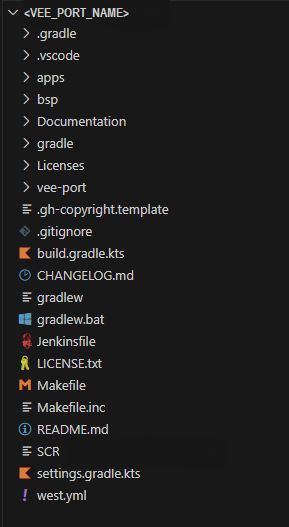 <VEE_PORT_NAME>
.gradle
.vscode
apps
bsp
Documentation
gradle
Licenses
vee-port
.gh-copyright.template
.gitignore
build.gradle.kts
CHANGELOG.md
gradlew
gradlew.bat
Jenkinsfile
LICENSE.txt
Makefile
Makefile.inc
README.md
SCR
settings.gradle.kts
west.yml